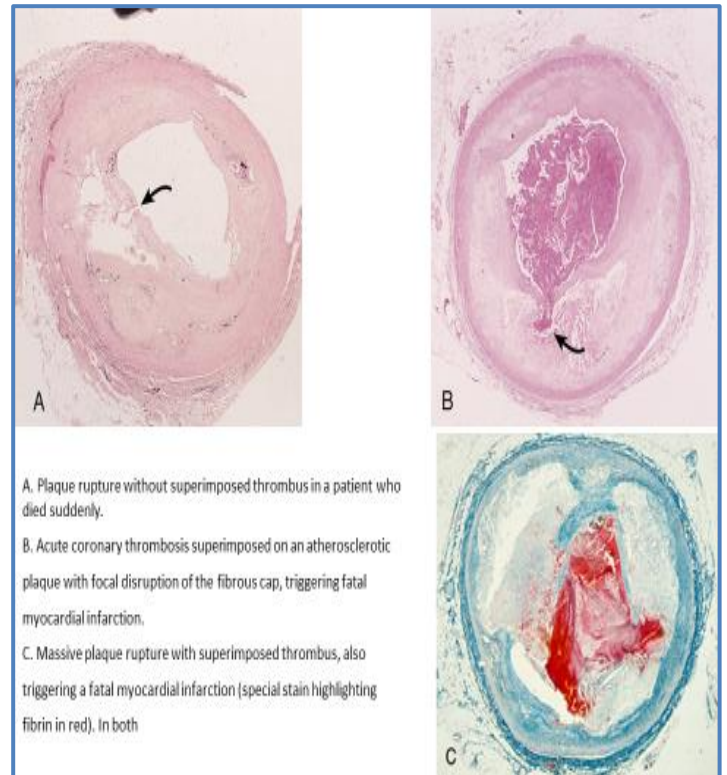 A
B
A. Plaque rupture without superimposed thrombus in a patient who
died suddenly.
B. Acute coronary thrombosis superimposed on an atherosclerotic
plaque with focal disruption of the fibrous cap, triggering fatal
myocardial infarction.
C. Massive plaque rupture with superimposed thrombus, also
triggering a fatal myocardial infarction (special stain highlighting
fibrin in red). In both
C